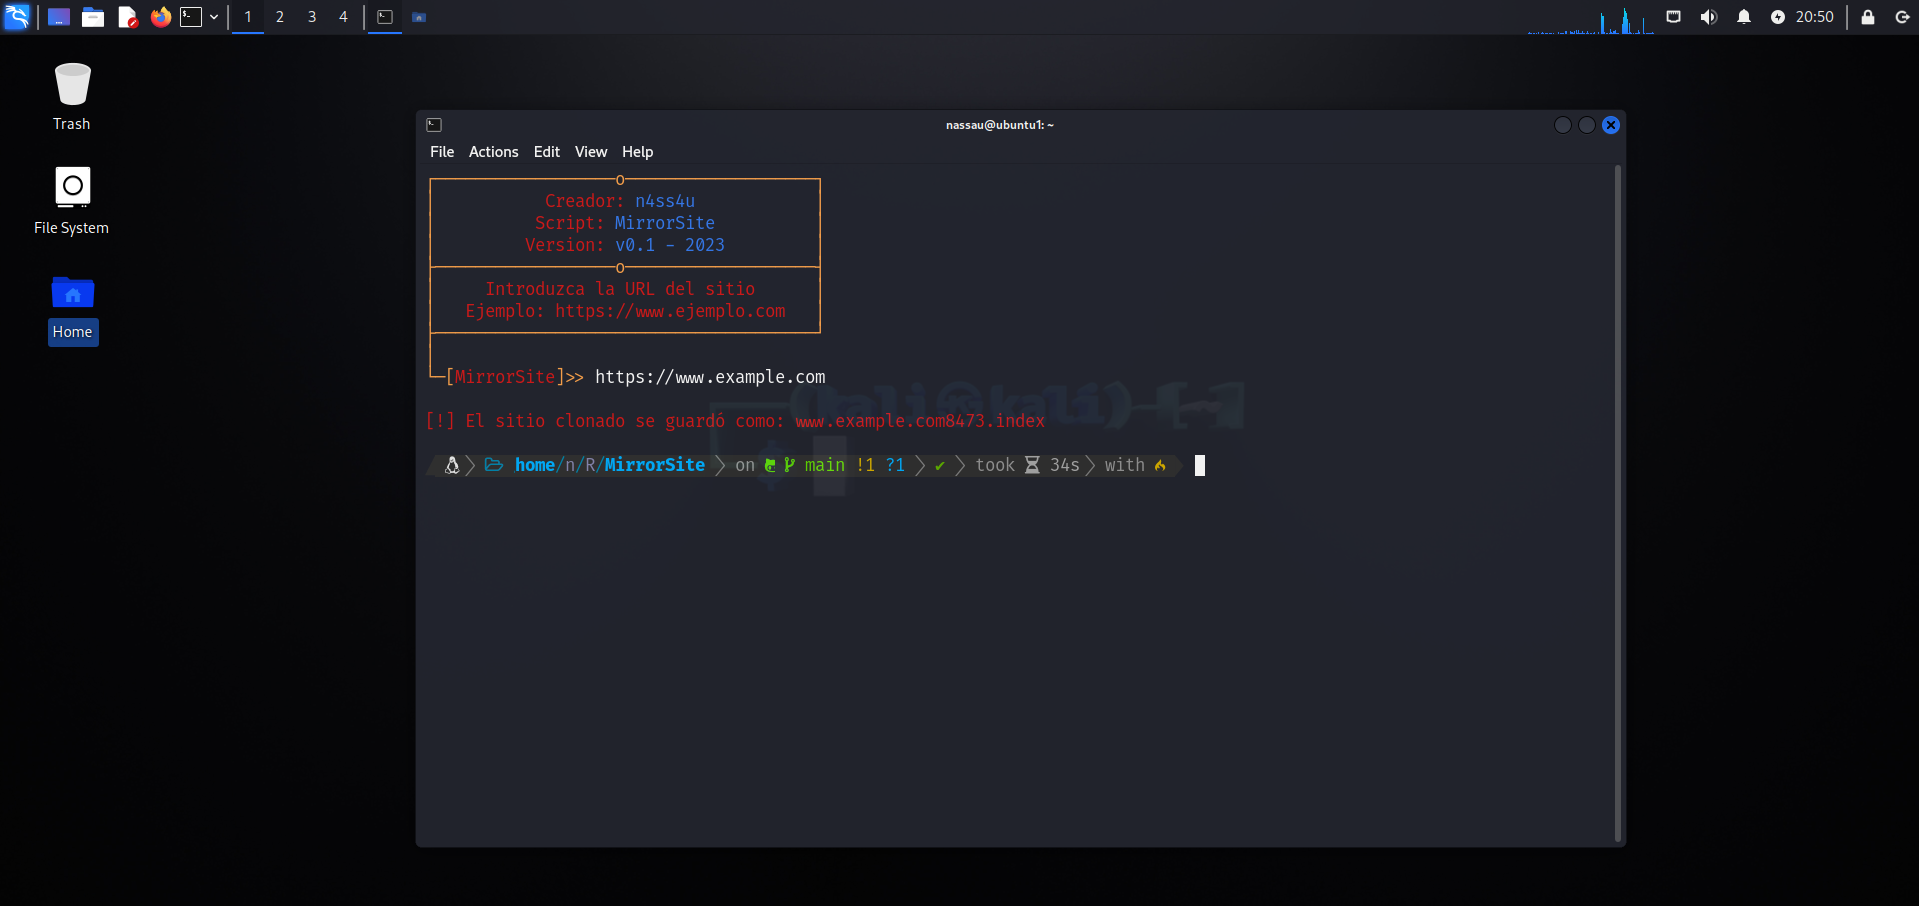 1 2 3 4
20:50
Trash
File System
Home
nassau@ubuntu1: ~
File Actions Edit View Help
Creador: n4ss4u
Script: MirrorSite
Version: v0.1 - 2023
Introduzca la URL del sitio
Ejemplo: https://www.ejemplo.com
[MirrorSite]>> https://www.example.com
(kali㉿kali)-[~]
[!] El sitio clonado se guardó como: www.example.com8473.index
home/n/R/MirrorSite on main !1 ?1 ✔ took 34s with
$